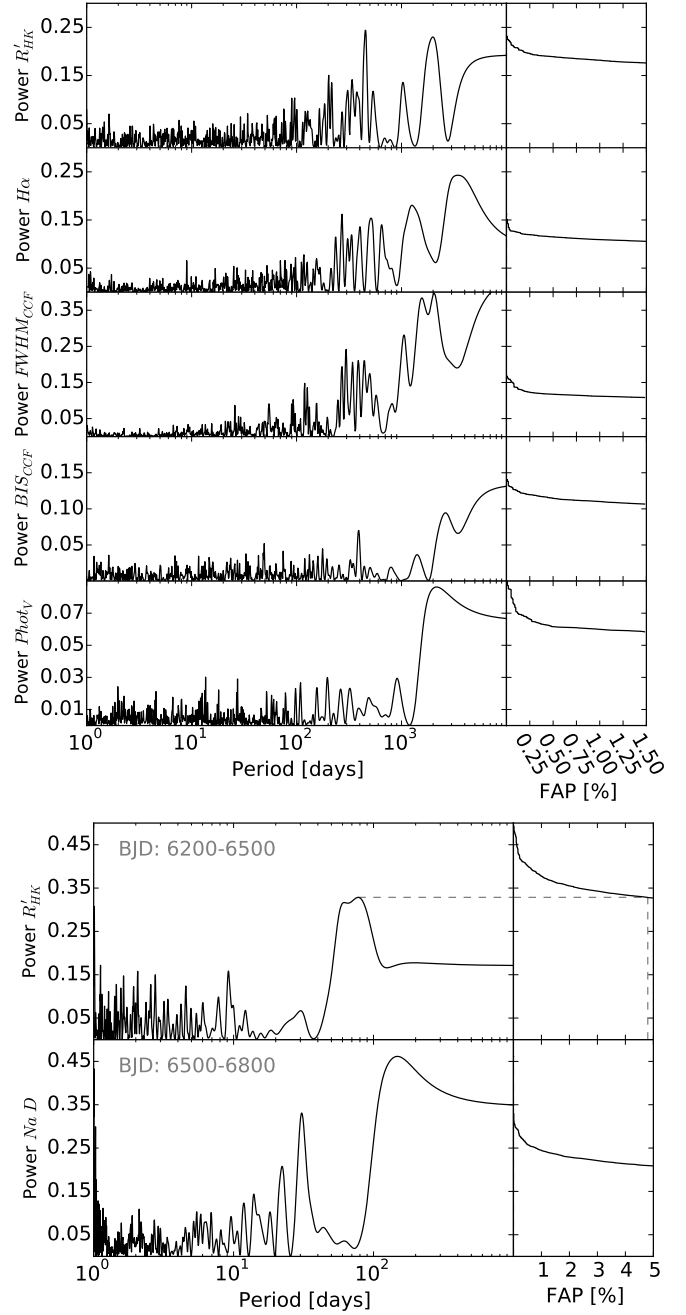 Power R'HK
0.25
0.15
0.05
Power Hα
0.25
0.15
0.05
Power FWHMCCF
0.35
0.25
0.15
0.05
Power BISCCF
0.15
0.10
0.05
Power PhotV
0.07
0.05
0.03
0.01
10^0 10^1 10^2 10^3
Period [days]
0.25 0.50 0.75 1.00 1.25 1.50
FAP [%]
Power R'HK
0.45
0.35
0.25
0.15
0.05
BJD: 6200-6500
Power Na D
0.45
0.35
0.25
0.15
0.05
BJD: 6500-6800
10^0 10^1 10^2
Period [days]
1 2 3 4 5
FAP [%]